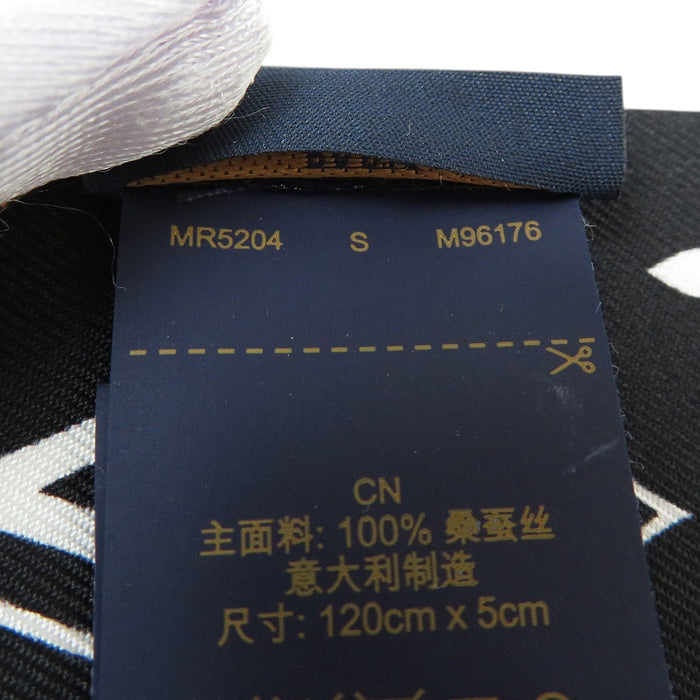 MR5204 S M96176
CN
主面料: 100% 桑蚕丝
意大利制造
尺寸: 120cm x 5cm